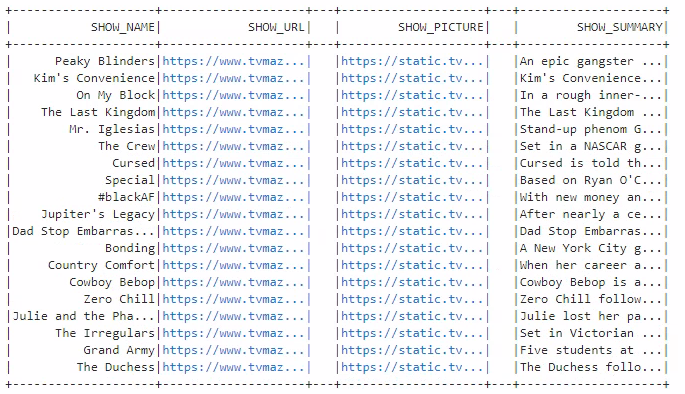 +----------------+------------------+---+------------------+---+------------------+
| SHOW_NAME| SHOW_URL| | SHOW_PICTURE| | SHOW_SUMMARY|
+----------------+------------------+---+------------------+---+------------------+
| Peaky Blinders|https://www.tvmaz...| |https://static.tv...| |An epic gangster ...|
| Kim's Convenience|https://www.tvmaz...| |https://static.tv...| |Kim's Convenience...|
| On My Block|https://www.tvmaz...| |https://static.tv...| |In a rough inner-...|
| The Last Kingdom|https://www.tvmaz...| |https://static.tv...| |The Last Kingdom ...|
| Mr. Iglesias|https://www.tvmaz...| |https://static.tv...| |Stand-up phenom G...|
| The Crew|https://www.tvmaz...| |https://static.tv...| |Set in a NASCAR g...|
| Cursed|https://www.tvmaz...| |https://static.tv...| |Cursed is told th...|
| Special|https://www.tvmaz...| |https://static.tv...| |Based on Ryan O'C...|
| #blackAF|https://www.tvmaz...| |https://static.tv...| |With new money an...|
| Jupiter's Legacy|https://www.tvmaz...| |https://static.tv...| |After nearly a ce...|
|Dad Stop Embarras...|https://www.tvmaz...| |https://static.tv...| |Dad Stop Embarras...|
| Bonding|https://www.tvmaz...| |https://static.tv...| |A New York City g...|
| Country Comfort|https://www.tvmaz...| |https://static.tv...| |When her career a...|
| Cowboy Bebop|https://www.tvmaz...| |https://static.tv...| |Cowboy Bebop is a...|
| Zero Chill|https://www.tvmaz...| |https://static.tv...| |Zero Chill follow...|
|Julie and the Pha...|https://www.tvmaz...| |https://static.tv...| |Julie lost her pa...|
| The Irregulars|https://www.tvmaz...| |https://static.tv...| |Set in Victorian ...|
| Grand Army|https://www.tvmaz...| |https://static.tv...| |Five students at ...|
| The Duchess|https://www.tvmaz...| |https://static.tv...| |The Duchess follo...|
+----------------+------------------+---+------------------+---+------------------+